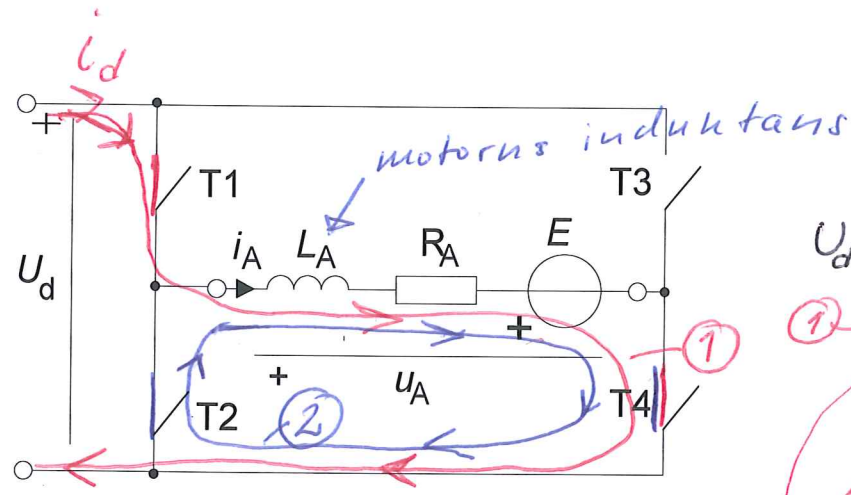 i_d
+
motorns induktans
T1
T3
i_A L_A R_A E
U_d
U_d
+
1
1
+
u_A
T2
2
T4